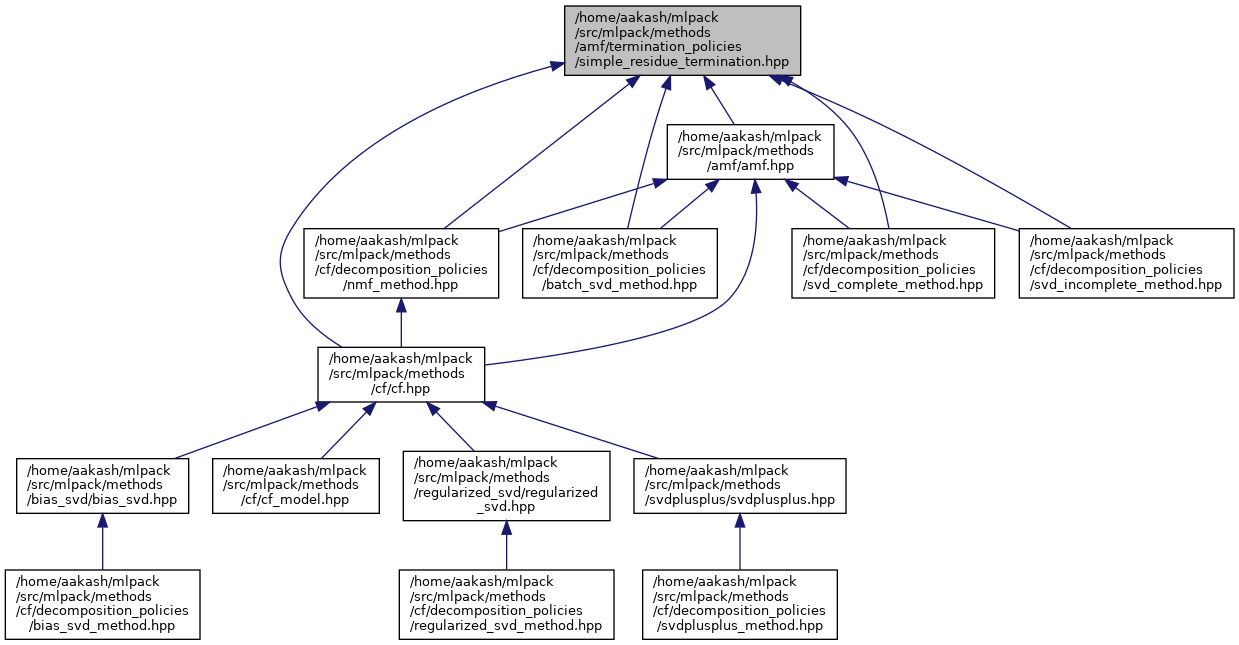 /home/aakash/mlpack
/src/mlpack/methods
/amf/termination_policies
/simple_residue_termination.hpp
/home/aakash/mlpack
/src/mlpack/methods
/amf/amf.hpp
/home/aakash/mlpack
/src/mlpack/methods
/cf/decomposition_policies
/nmf_method.hpp
/home/aakash/mlpack
/src/mlpack/methods
/cf/decomposition_policies
/batch_svd_method.hpp
/home/aakash/mlpack
/src/mlpack/methods
/cf/decomposition_policies
/svd_complete_method.hpp
/home/aakash/mlpack
/src/mlpack/methods
/cf/decomposition_policies
/svd_incomplete_method.hpp
/home/aakash/mlpack
/src/mlpack/methods
/cf/cf.hpp
/home/aakash/mlpack
/src/mlpack/methods
/bias_svd/bias_svd.hpp
/home/aakash/mlpack
/src/mlpack/methods
/cf/cf_model.hpp
/home/aakash/mlpack
/src/mlpack/methods
/regularized_svd/regularized
_svd.hpp
/home/aakash/mlpack
/src/mlpack/methods
/svdplusplus/svdplusplus.hpp
/home/aakash/mlpack
/src/mlpack/methods
/cf/decomposition_policies
/bias_svd_method.hpp
/home/aakash/mlpack
/src/mlpack/methods
/cf/decomposition_policies
/regularized_svd_method.hpp
/home/aakash/mlpack
/src/mlpack/methods
/cf/decomposition_policies
/svdplusplus_method.hpp